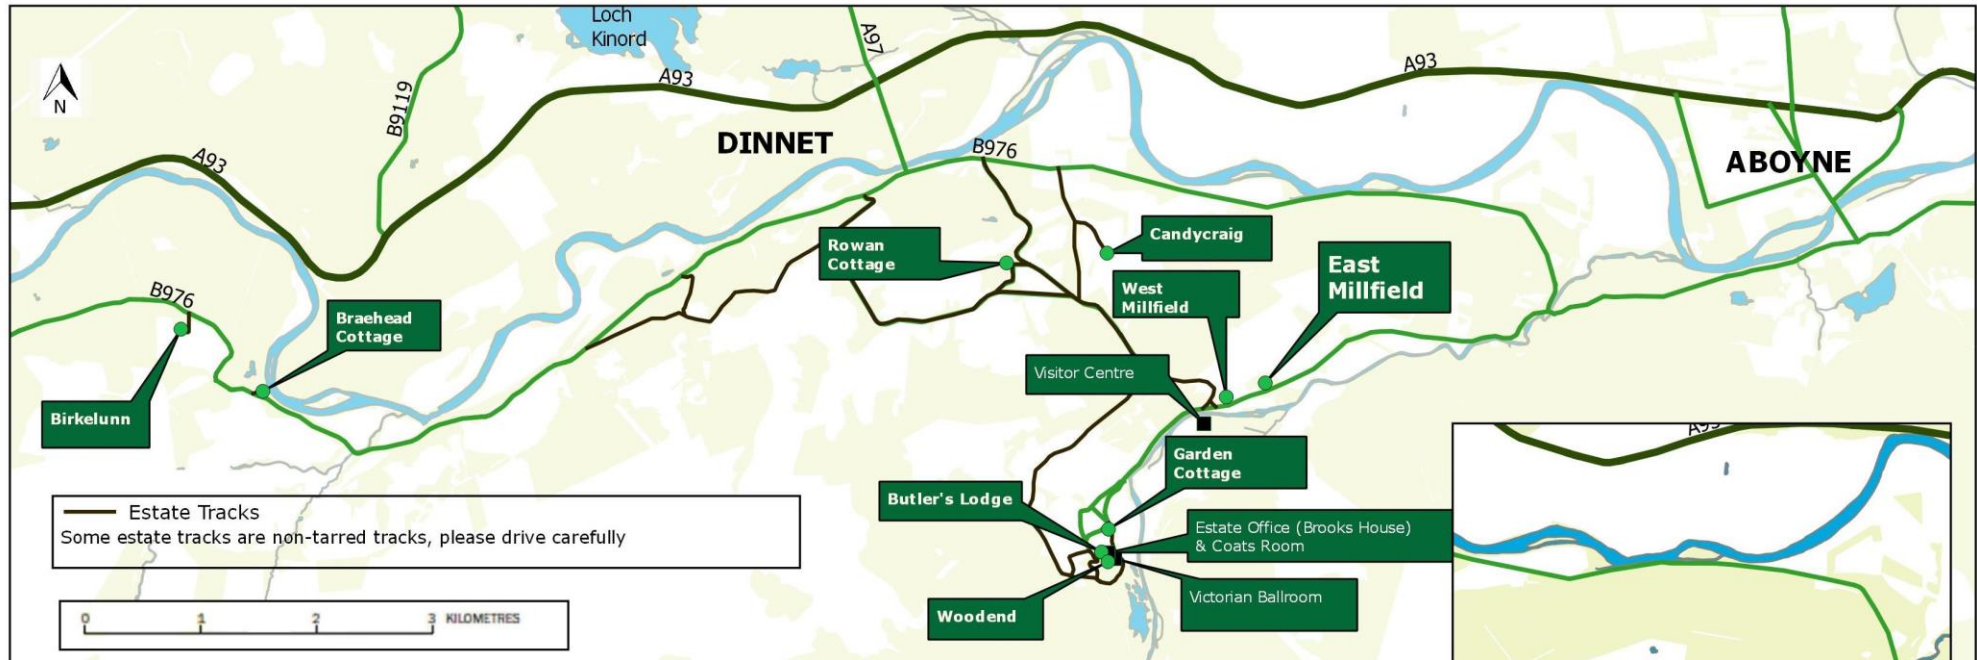 Loch
Kinord
A97
A93
A93
B9119
N
DINNET
B976
A93
ABOYNE
Candycraig
Rowan
Cottage
East
Millfield
West
Millfield
B976
Braehead
Cottage
Visitor Centre
Birkelunn
Garden
Cottage
Butler's Lodge
Estate Tracks
Some estate tracks are non-tarred tracks, please drive carefully
Estate Office (Brooks House)
& Coats Room
Victorian Ballroom
Woodend
0 1 2 3 KILOMETRES